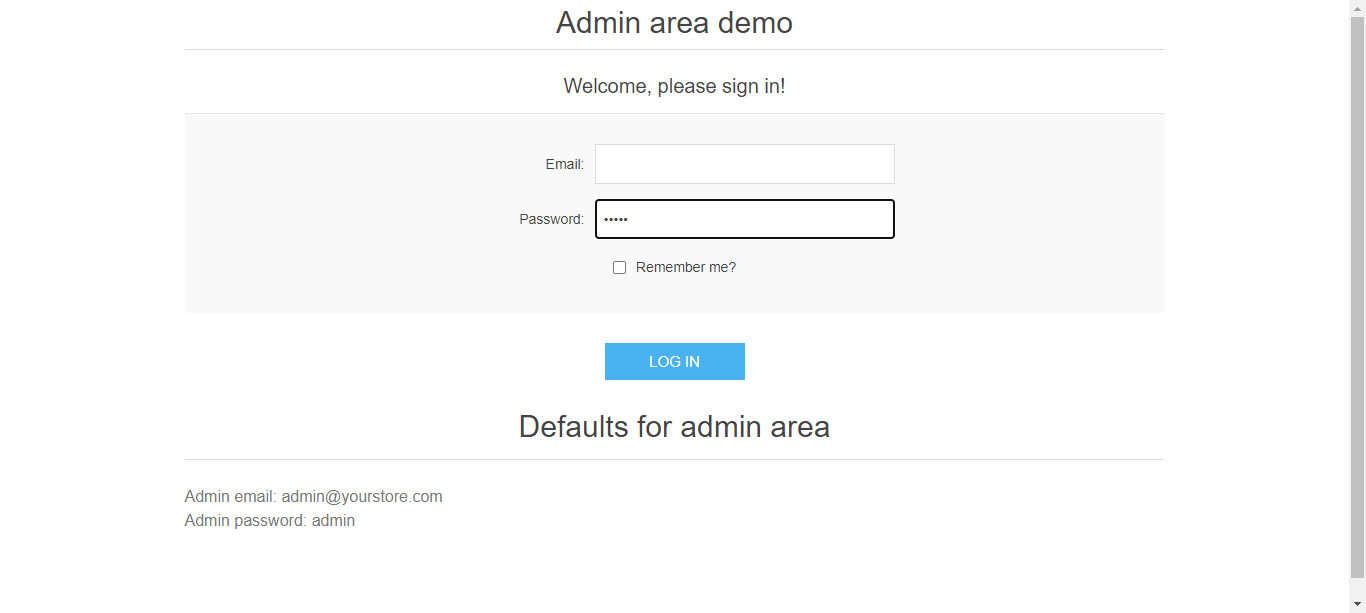 Admin area demo
Welcome, please sign in!
Email:
Password: •••••
Remember me?
LOG IN
Defaults for admin area
Admin email: admin@yourstore.com
Admin password: admin